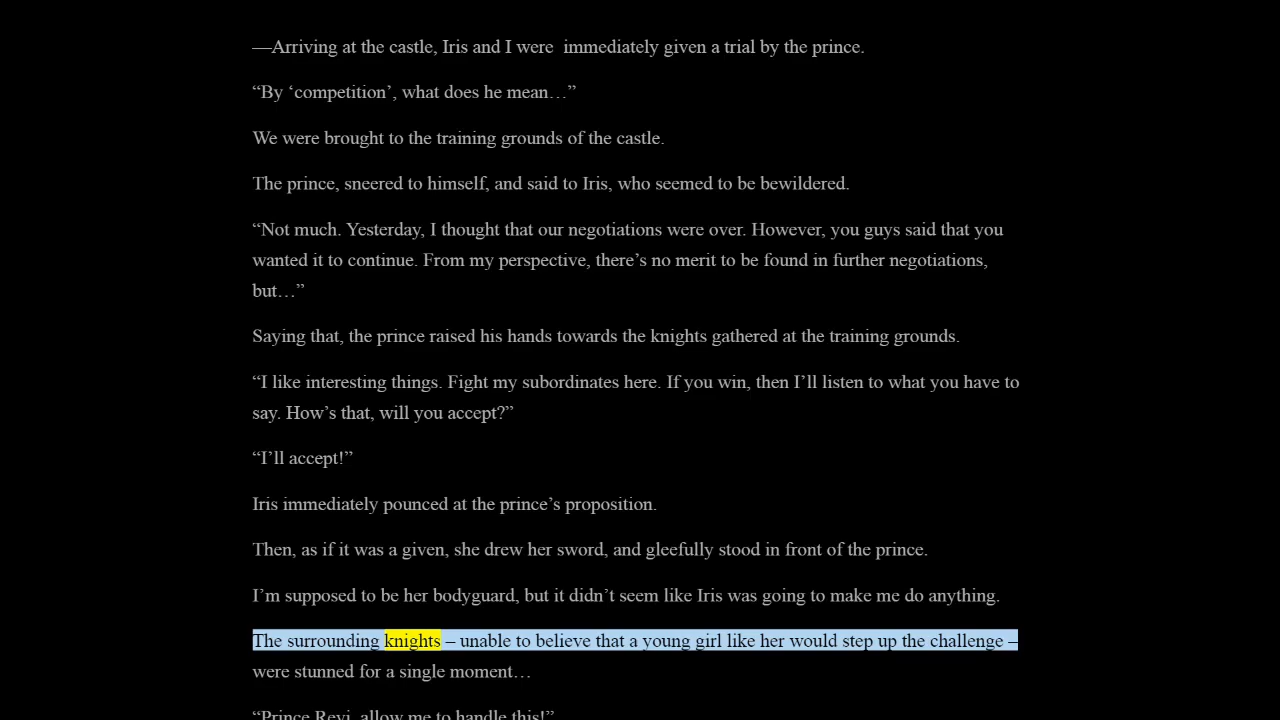 —Arriving at the castle, Iris and I were  immediately given a trial by the prince.
“By ‘competition’, what does he mean…”
We were brought to the training grounds of the castle.
The prince, sneered to himself, and said to Iris, who seemed to be bewildered.
“Not much. Yesterday, I thought that our negotiations were over. However, you guys said that you
wanted it to continue. From my perspective, there’s no merit to be found in further negotiations,
but…”
Saying that, the prince raised his hands towards the knights gathered at the training grounds.
“I like interesting things. Fight my subordinates here. If you win, then I’ll listen to what you have to
say. How’s that, will you accept?”
“I’ll accept!”
Iris immediately pounced at the prince’s proposition.
Then, as if it was a given, she drew her sword, and gleefully stood in front of the prince.
I’m supposed to be her bodyguard, but it didn’t seem like Iris was going to make me do anything.
The surrounding knights – unable to believe that a young girl like her would step up the challenge –
were stunned for a single moment…
“Prince Revi, allow me to handle this!”